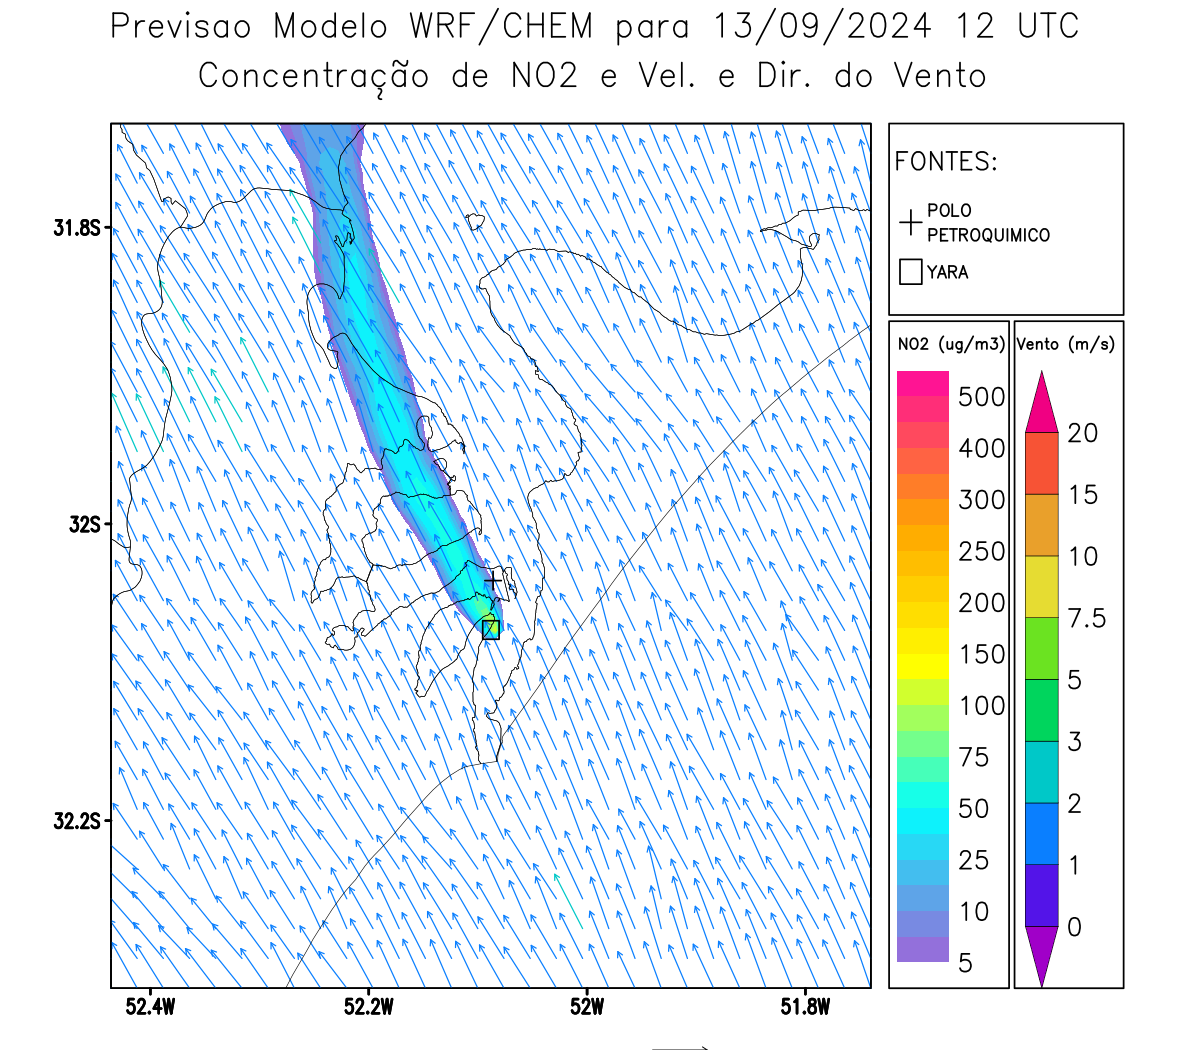 Previsao Modelo WRF/CHEM para 13/09/2024 12 UTC
Concentração de NO2 e Vel. e Dir. do Vento
FONTES:
POLO
PETROQUIMICO
YARA
NO2 (ug/m3)
500
400
300
250
200
150
100
75
50
25
10
5
Vento (m/s)
20
15
10
7.5
5
3
2
1
0
31.8S
32S
32.2S
52.4W
52.2W
52W
51.8W